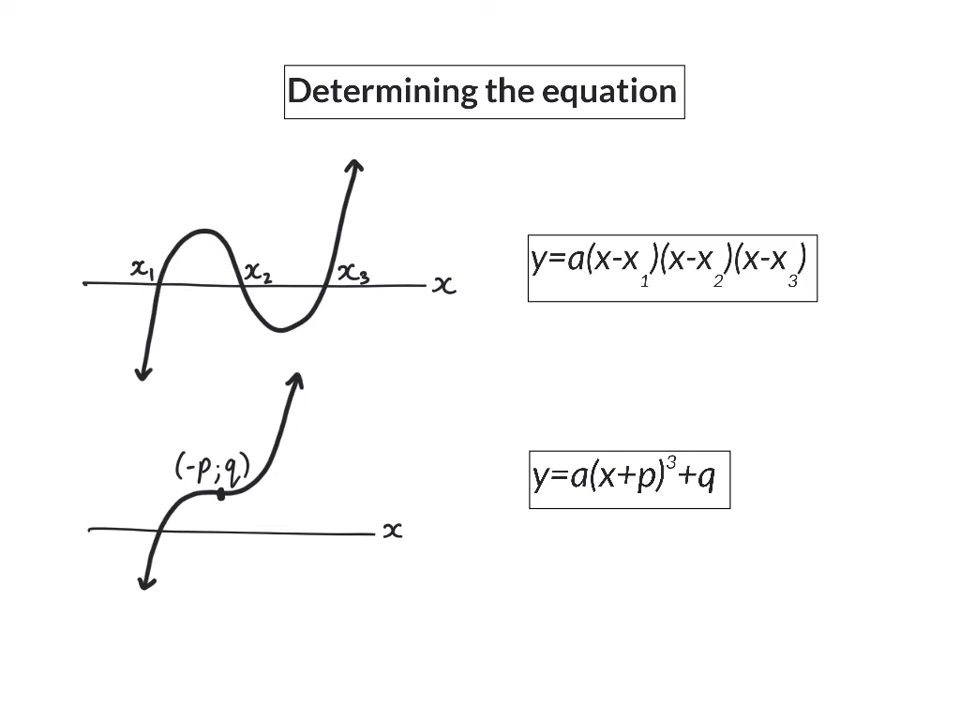 Determining the equation
x₁ x₂ x₃ x
y=a(x-x₁)(x-x₂)(x-x₃)
(-p;q)
x
y=a(x+p)³+q